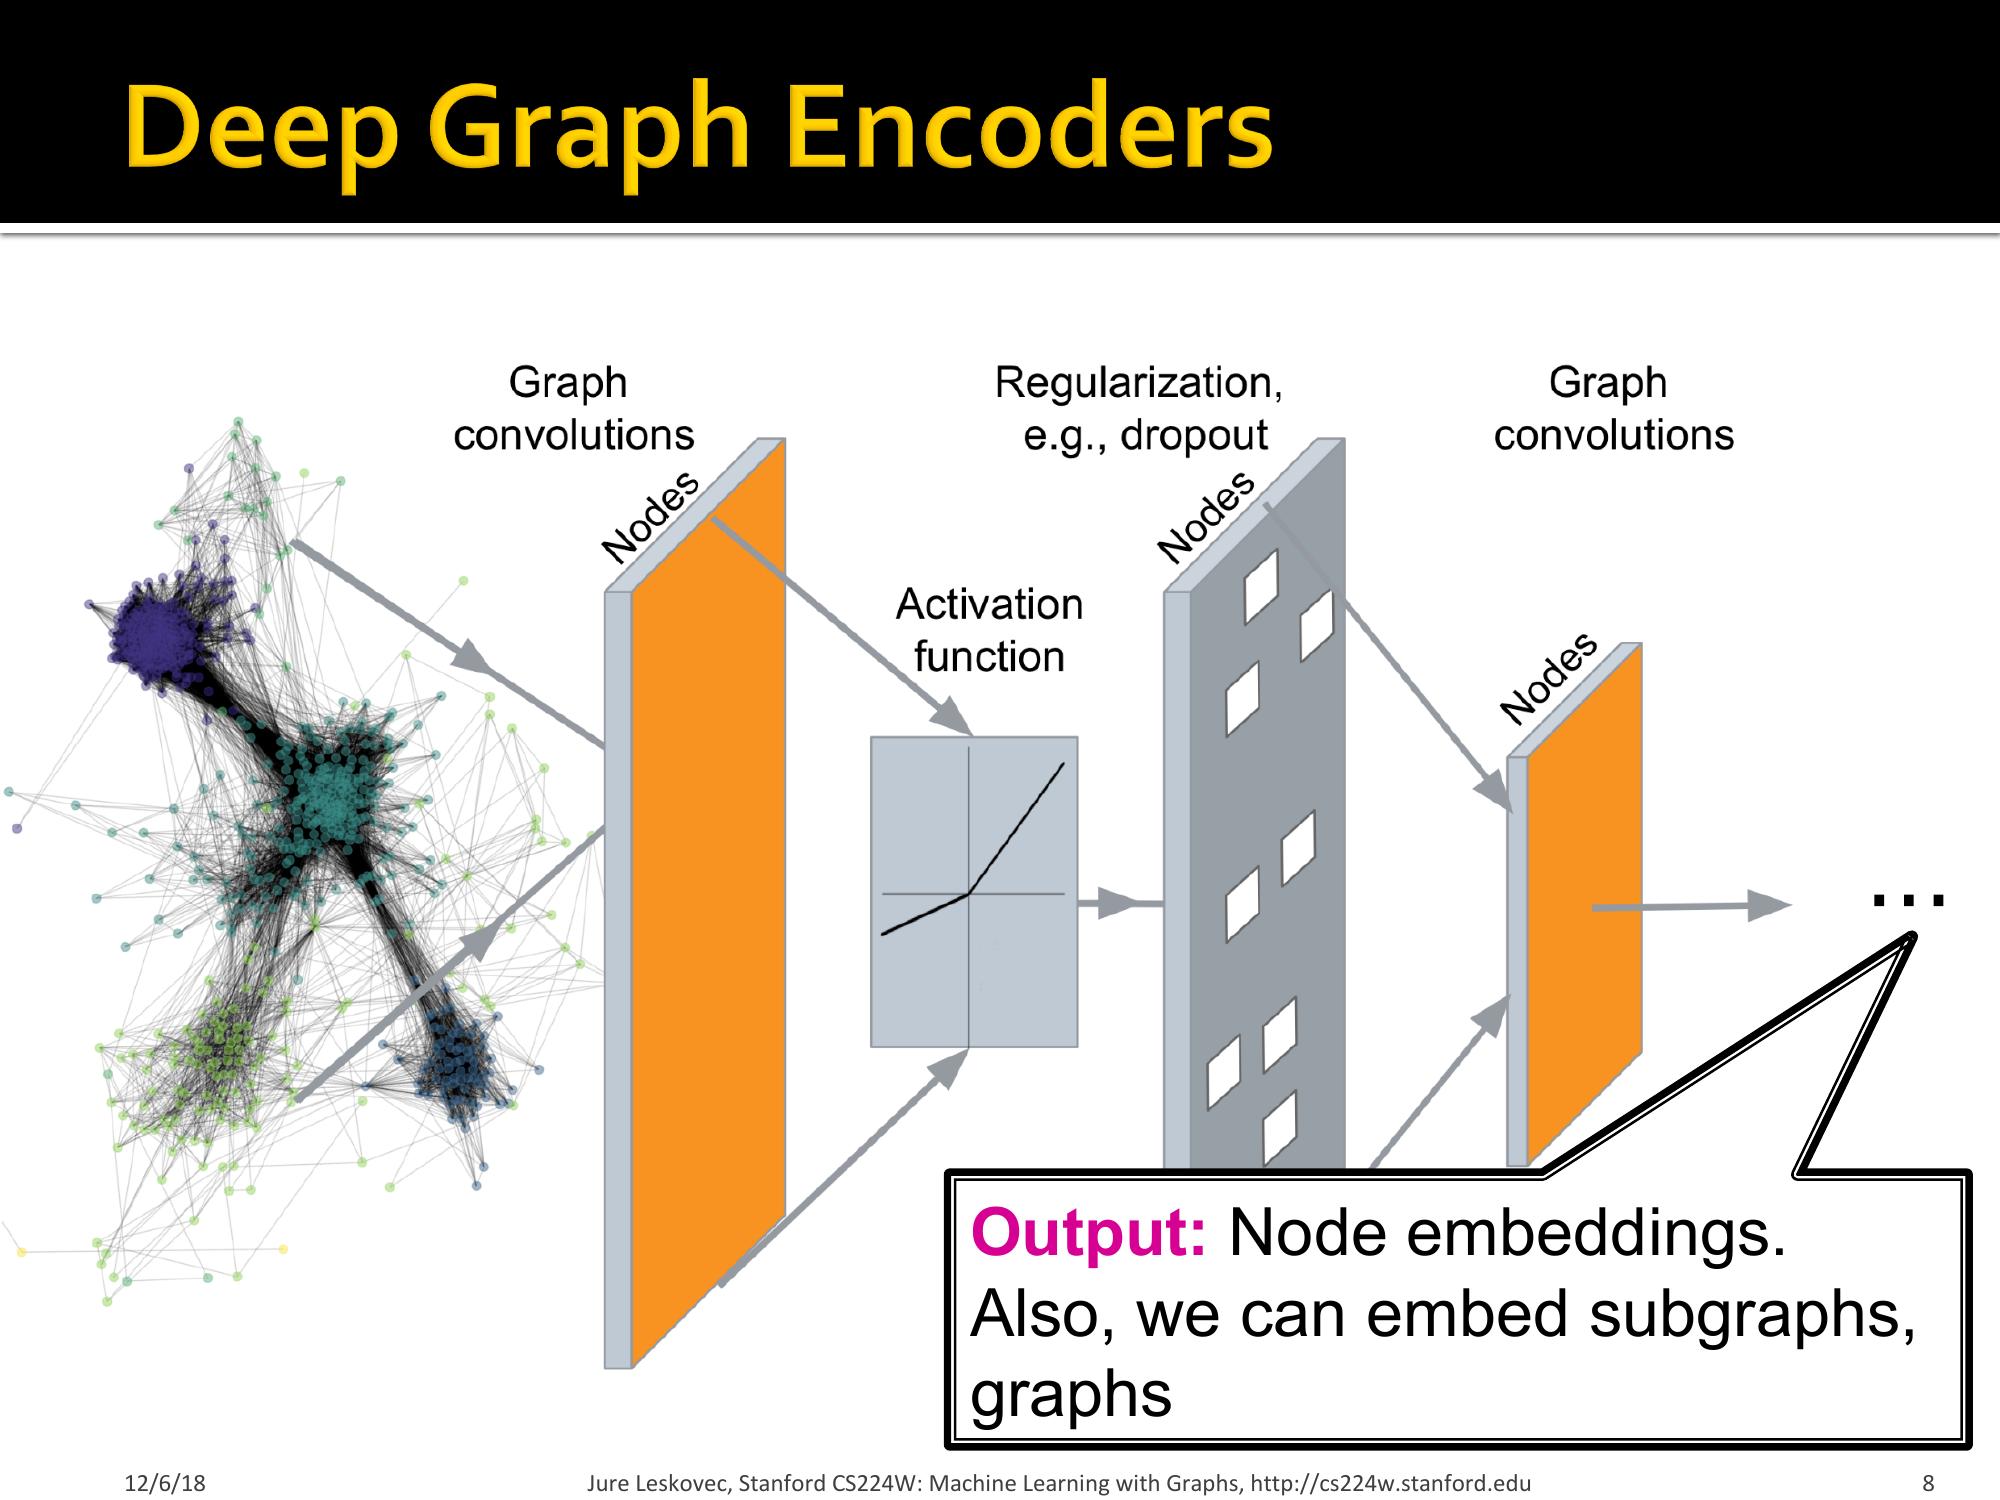 Deep Graph Encoders
Graph
convolutions
Regularization,
e.g., dropout
Graph
convolutions
Nodes
Nodes
Activation
function
Nodes
...
Output: Node embeddings.
Also, we can embed subgraphs,
graphs
12/6/18
Jure Leskovec, Stanford CS224W: Machine Learning with Graphs, http://cs224w.stanford.edu
8